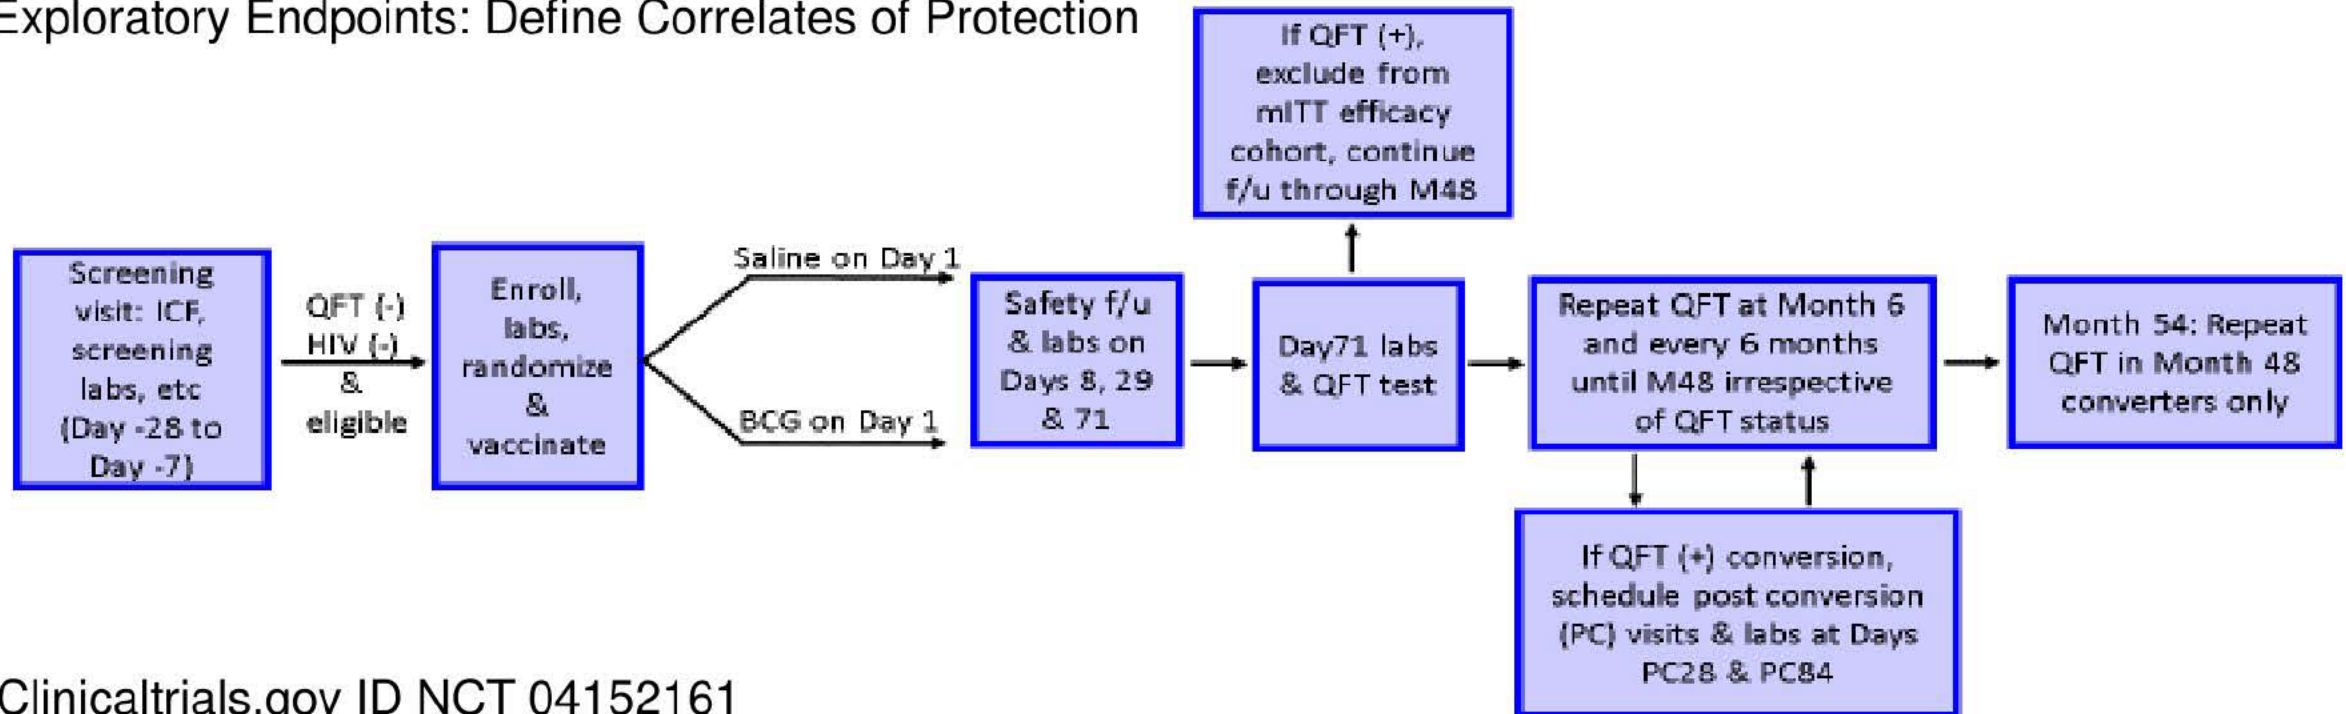 Exploratory Endpoints: Define Correlates of Protection
If QFT (+),
exclude from
mITT efficacy
cohort, continue
f/u through M48
Screening
visit: ICF,
screening
labs, etc
(Day -28 to
Day -7)
QFT (-)
HIV (-)
&
eligible
Enroll,
labs,
randomize
&
vaccinate
Saline on Day 1
BCG on Day 1
Safety f/u
& labs on
Days 8, 29
& 71
Day71 labs
& QFT test
Repeat QFT at Month 6
and every 6 months
until M48 irrespective
of QFT status
Month 54: Repeat
QFT in Month 48
converters only
If QFT (+) conversion,
schedule post conversion
(PC) visits & labs at Days
PC28 & PC84
Clinicaltrials.gov ID NCT 04152161